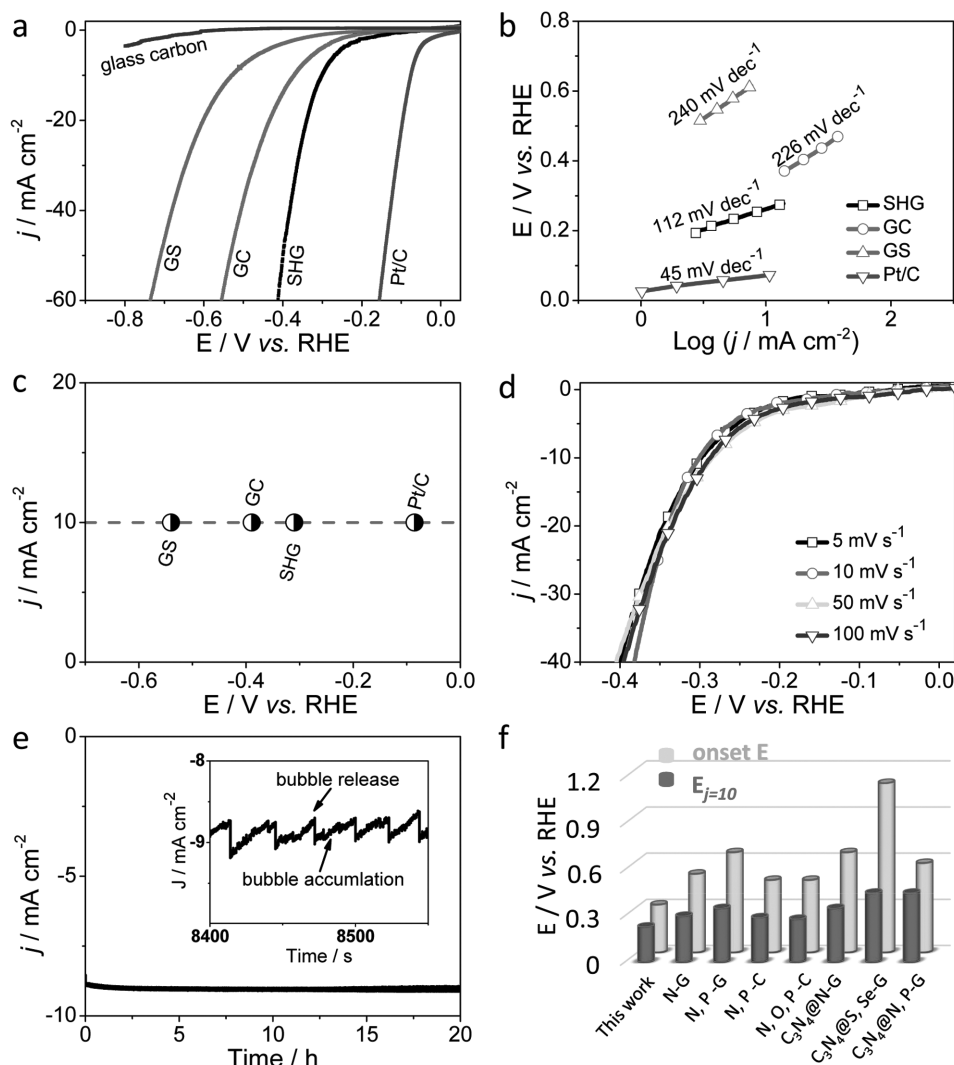 a
0
-20
-40
-60
j / mA cm⁻²
glass carbon
GS
GC
SHG
Pt/C
-0.8 -0.6 -0.4 -0.2 0.0
E / V vs. RHE
b
0.8
0.6
0.4
0.2
0.0
E / V vs. RHE
240 mV dec⁻¹
226 mV dec⁻¹
112 mV dec⁻¹
45 mV dec⁻¹
SHG
GC
GS
Pt/C
0 1 2
Log (j / mA cm⁻²)
c
20
10
0
j / mA cm⁻²
GS
GC
SHG
Pt/C
-0.6 -0.4 -0.2 0.0
E / V vs. RHE
d
0
-10
-20
-30
-40
j / mA cm⁻²
5 mV s⁻¹
10 mV s⁻¹
50 mV s⁻¹
100 mV s⁻¹
-0.4 -0.3 -0.2 -0.1 0.0
E / V vs. RHE
e
0
-5
-10
j / mA cm⁻²
-8
-9
J / mA cm⁻²
bubble release
bubble accumlation
8400 8500
Time / s
0 5 10 15 20
Time / h
f
onset E
E_j=10
1.2
0.9
0.6
0.3
0
E / V vs. RHE
This work
N-G
N, P -G
N, P -C
N, O, P -C
C₃N₄@N-G
C₃N₄@S, Se-G
C₃N₄@N, P-G